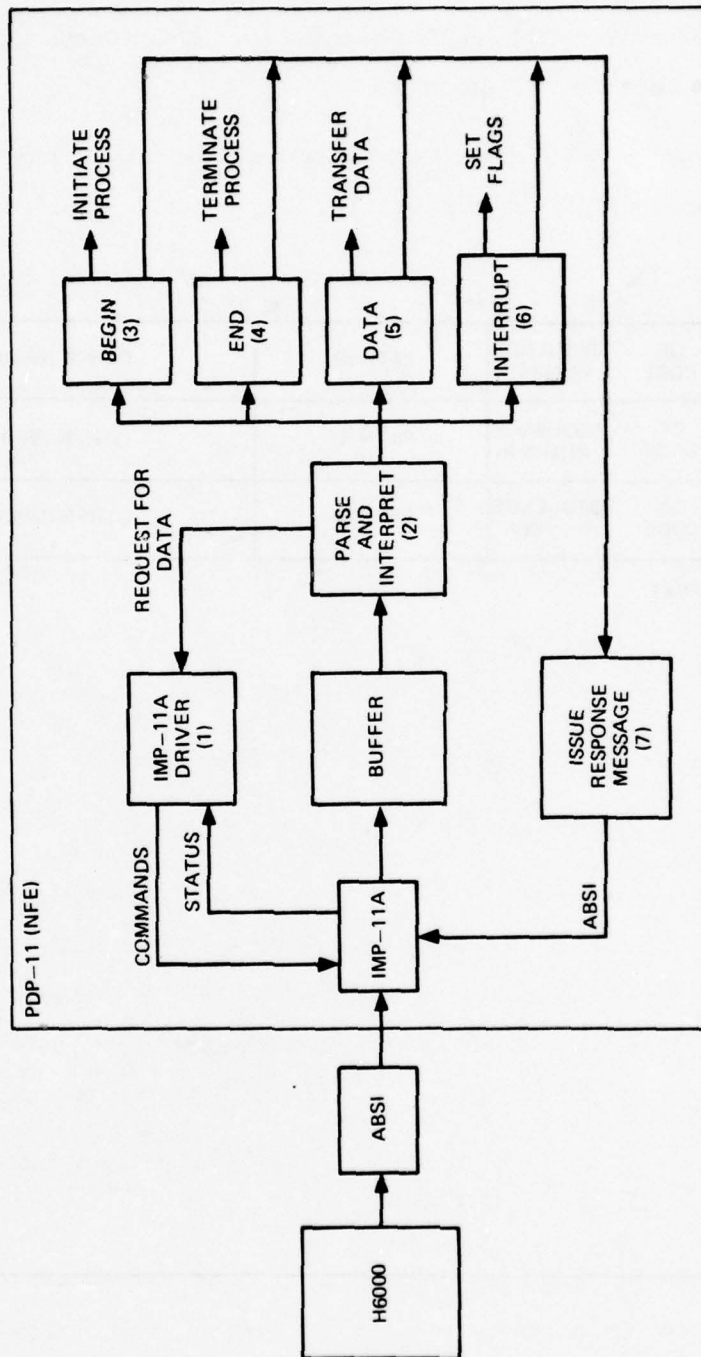 PDP-11 (NFE)
H6000
ABSI
IMP-11A
COMMANDS
STATUS
IMP-11A
DRIVER
(1)
REQUEST FOR
DATA
BUFFER
PARSE
AND
INTERPRET
(2)
BEGIN
(3)
INITIATE
PROCESS
END
(4)
TERMINATE
PROCESS
DATA
(5)
TRANSFER
DATA
INTERRUPT
(6)
SET
FLAGS
ISSUE
RESPONSE
MESSAGE
(7)
ABSI